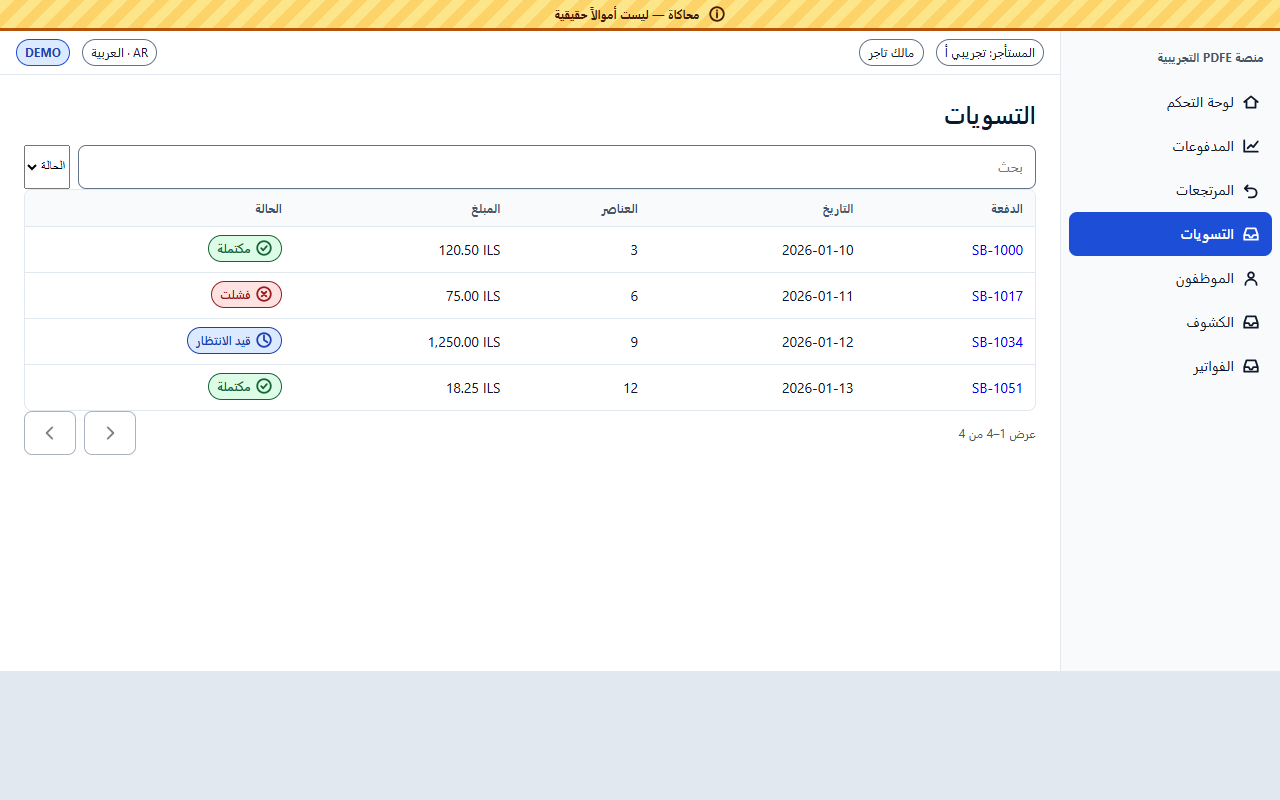 محاكاة — ليست أموالاً حقيقية
منصة PDFE التجريبية
لوحة التحكم
المدفوعات
المرتجعات
التسويات
الموظفون
الكشوف
الفواتير
المستأجر: تجريبي أ
مالك تاجر
AR · العربية
DEMO
التسويات
بحث
الحالة
الدفعة التاريخ العناصر المبلغ الحالة
SB-1000 2026-01-10 3 120.50 ILS مكتملة
SB-1017 2026-01-11 6 75.00 ILS فشلت
SB-1034 2026-01-12 9 1,250.00 ILS قيد الانتظار
SB-1051 2026-01-13 12 18.25 ILS مكتملة
عرض 1–4 من 4